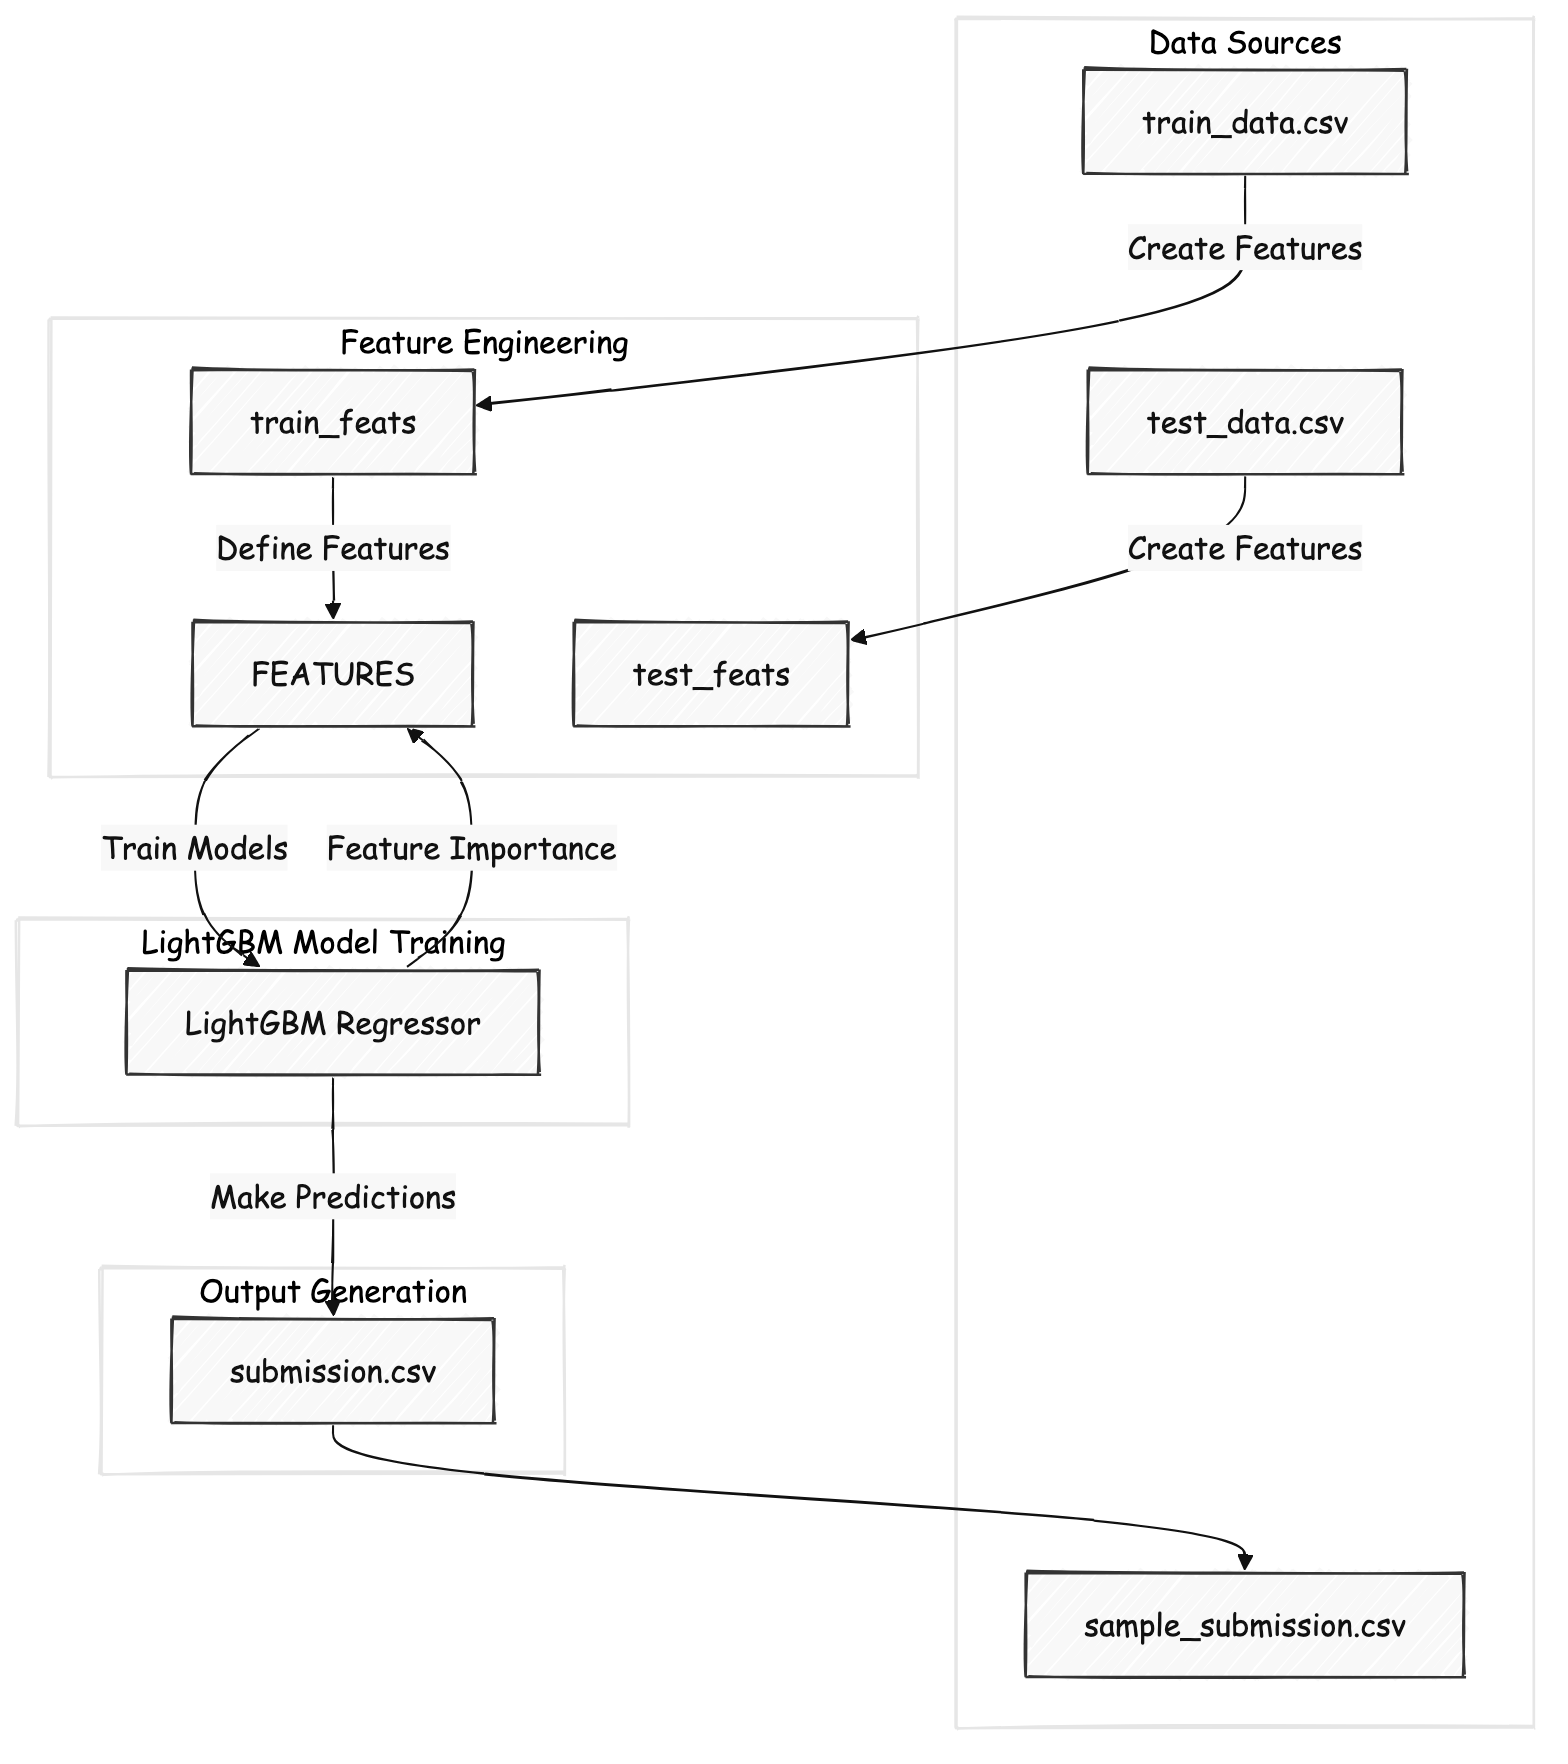 Data Sources
train_data.csv
Create Features
Feature Engineering
train_feats
test_data.csv
Define Features
Create Features
FEATURES
test_feats
Train Models
Feature Importance
LightGBM Model Training
LightGBM Regressor
Make Predictions
Output Generation
submission.csv
sample_submission.csv